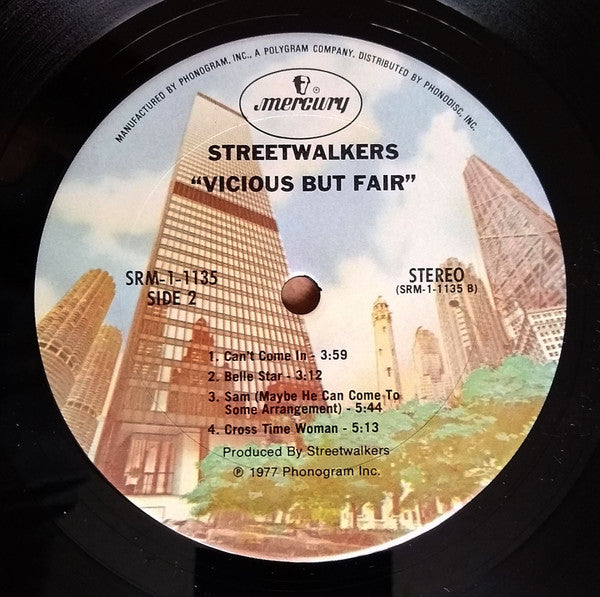 MANUFACTURED BY PHONOGRAM, INC., A POLYGRAM COMPANY, DISTRIBUTED BY PHONODISC, INC.
mercury
®
STREETWALKERS
"VICIOUS BUT FAIR"
SRM-1-1135
SIDE 2
STEREO
(SRM-1-1135 B)
1. Can't Come In - 3:59
2. Belle Star - 3:12
3. Sam (Maybe He Can Come To
Some Arrangement) - 5:44
4. Cross Time Woman - 5:13
Produced By Streetwalkers
℗ 1977 Phonogram Inc.